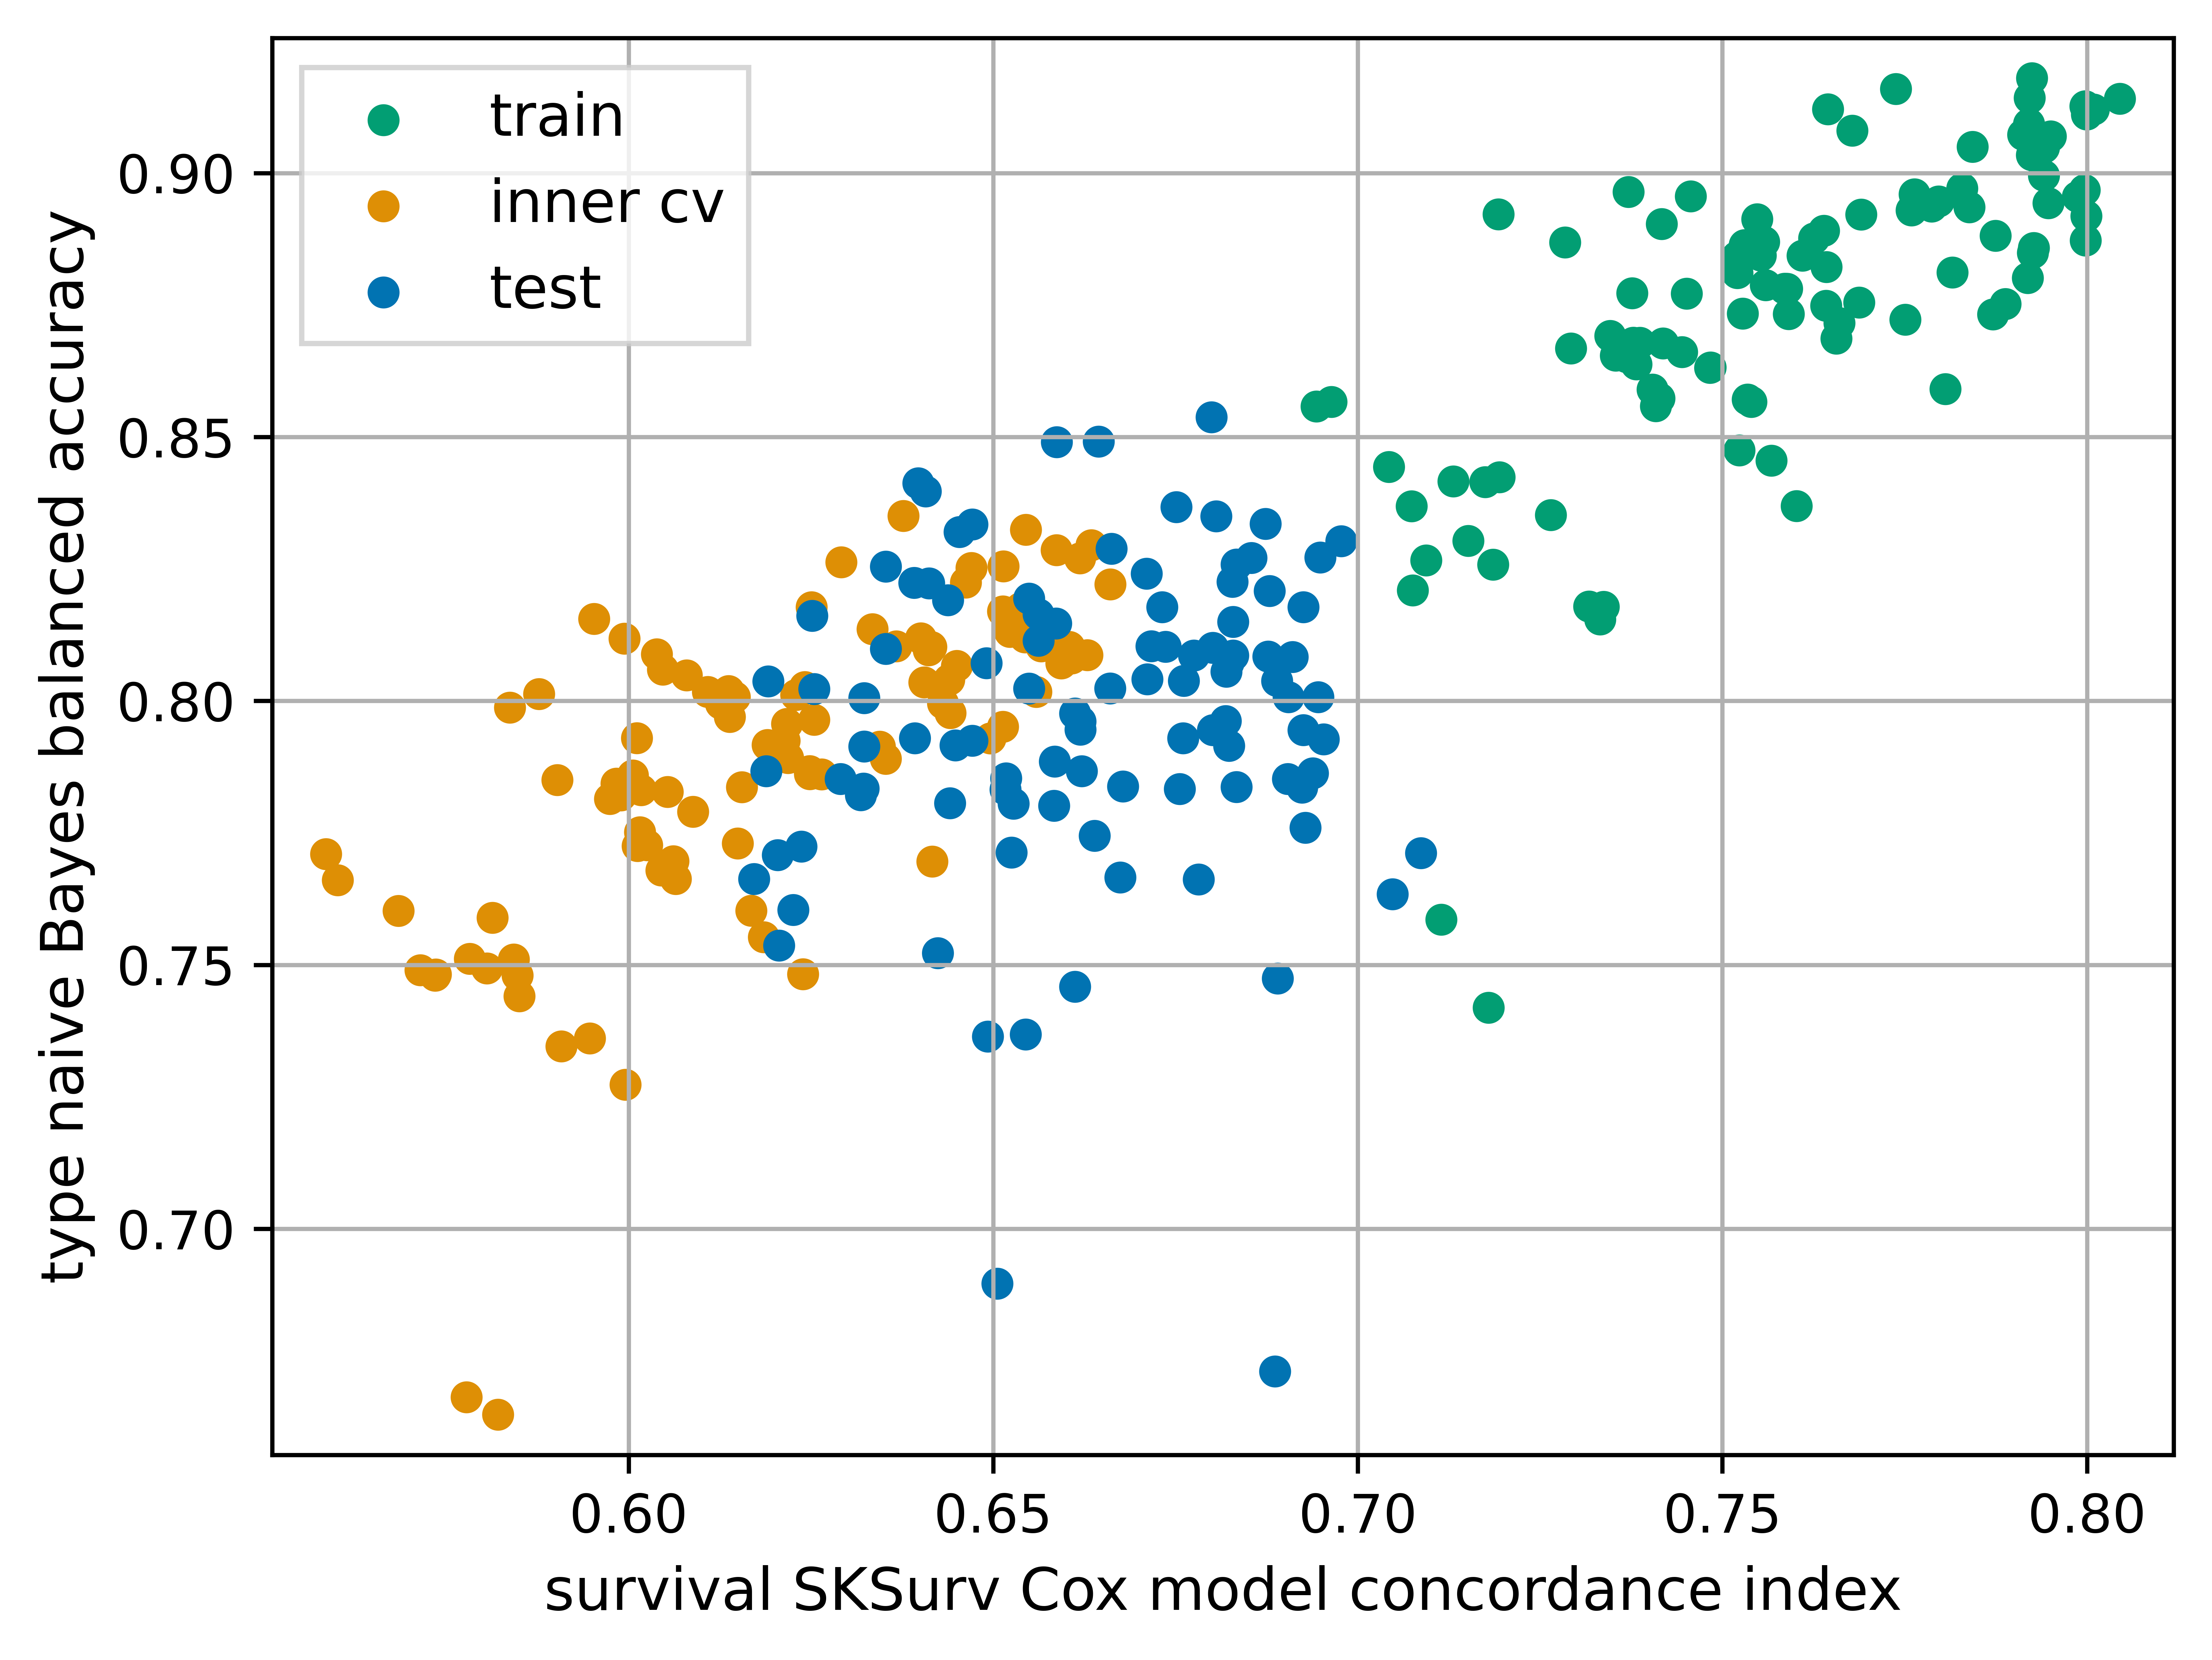 train
inner cv
test
0.90
0.85
0.80
0.75
0.70
type naive Bayes balanced accuracy
0.60 0.65 0.70 0.75 0.80
survival SKSurv Cox model concordance index